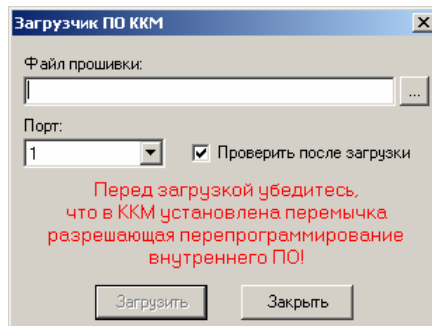 Загрузчик ПО ККМ
Файл прошивки:
...
Порт:
1
Проверить после загрузки
Перед загрузкой убедитесь,
что в ККМ установлена перемычка
разрешающая перепрограммирование
внутреннего ПО!
Загрузить Закрыть